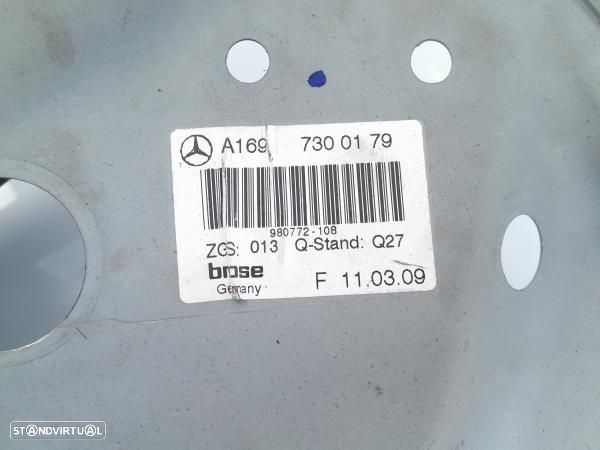 A169 730 01 79
980772-108
ZGS: 013 Q-Stand: Q27
brose
Germany
F 11.03.09
STANDVIRTUAL